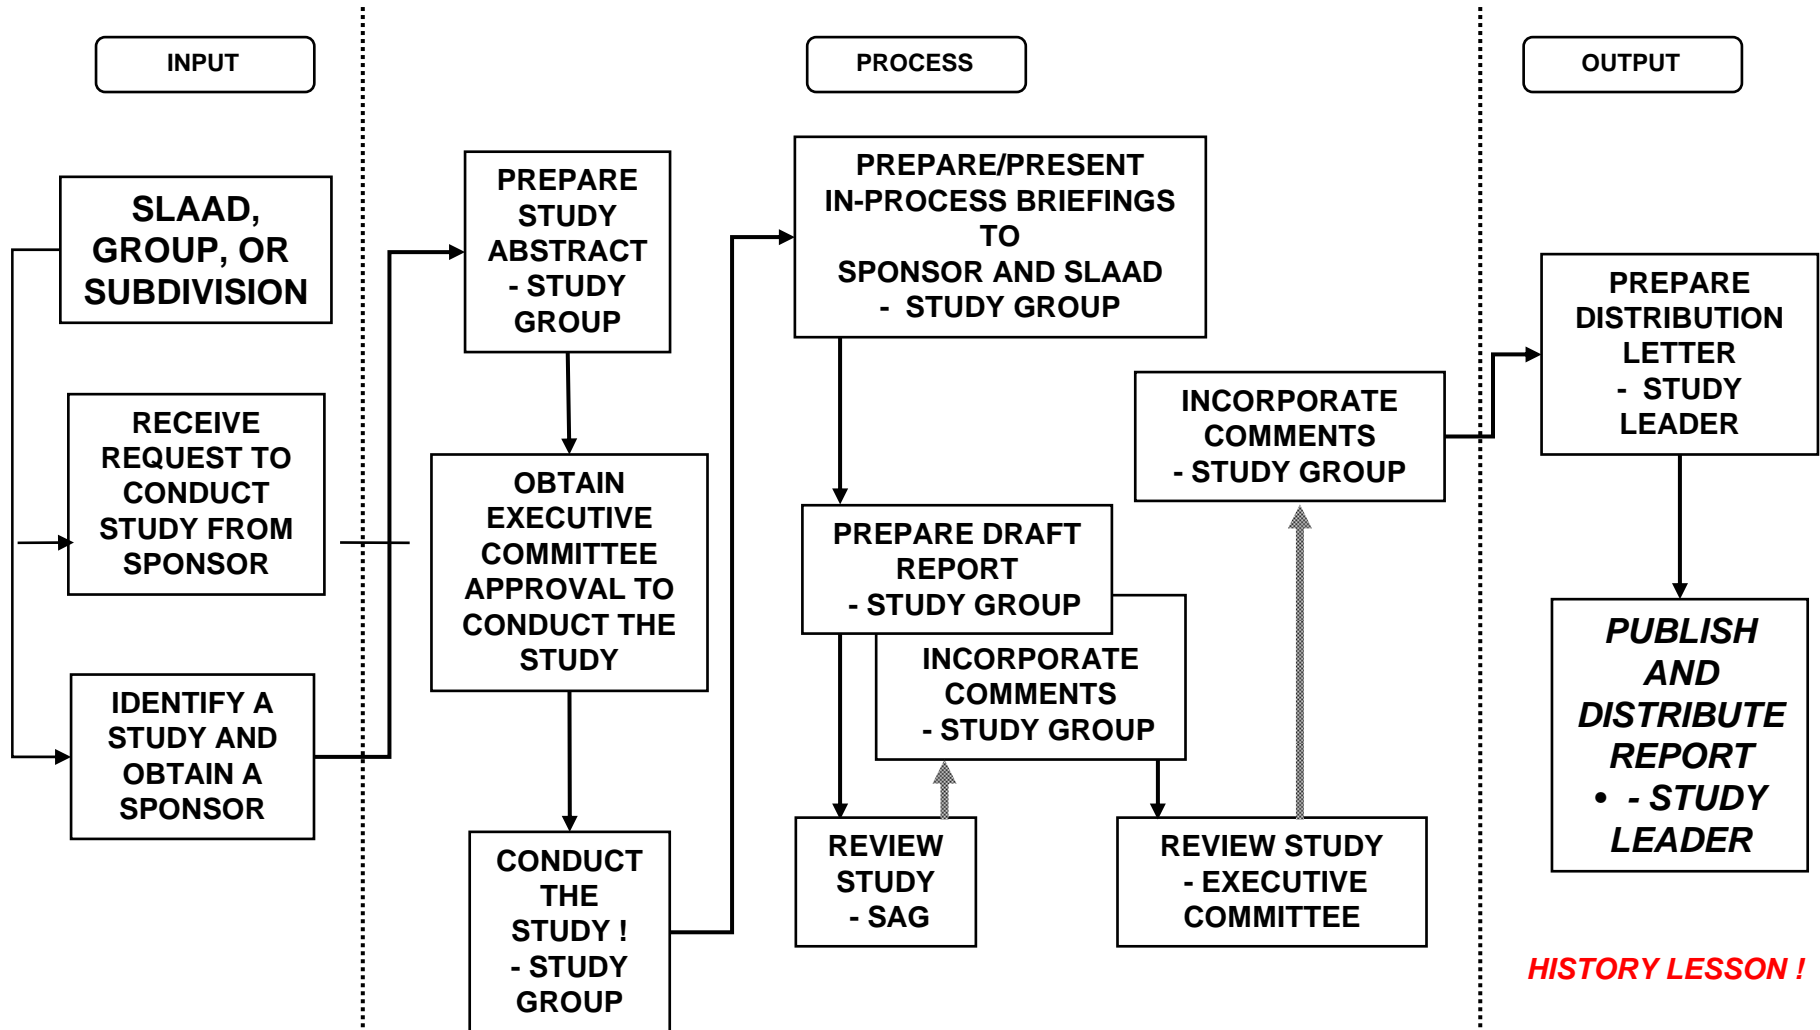 INPUT
PROCESS
OUTPUT
SLAAD,
GROUP, OR
SUBDIVISION
RECEIVE
REQUEST TO
CONDUCT
STUDY FROM
SPONSOR
IDENTIFY A
STUDY AND
OBTAIN A
SPONSOR
PREPARE
STUDY
ABSTRACT
- STUDY
GROUP
OBTAIN
EXECUTIVE
COMMITTEE
APPROVAL TO
CONDUCT THE
STUDY
CONDUCT
THE
STUDY !
- STUDY
GROUP
PREPARE/PRESENT
IN-PROCESS BRIEFINGS
TO
SPONSOR AND SLAAD
- STUDY GROUP
PREPARE DRAFT
REPORT
- STUDY GROUP
INCORPORATE
COMMENTS
- STUDY GROUP
REVIEW
STUDY
- SAG
REVIEW STUDY
- EXECUTIVE
COMMITTEE
INCORPORATE
COMMENTS
- STUDY GROUP
PREPARE
DISTRIBUTION
LETTER
- STUDY
LEADER
PUBLISH
AND
DISTRIBUTE
REPORT
• - STUDY
LEADER
HISTORY LESSON !